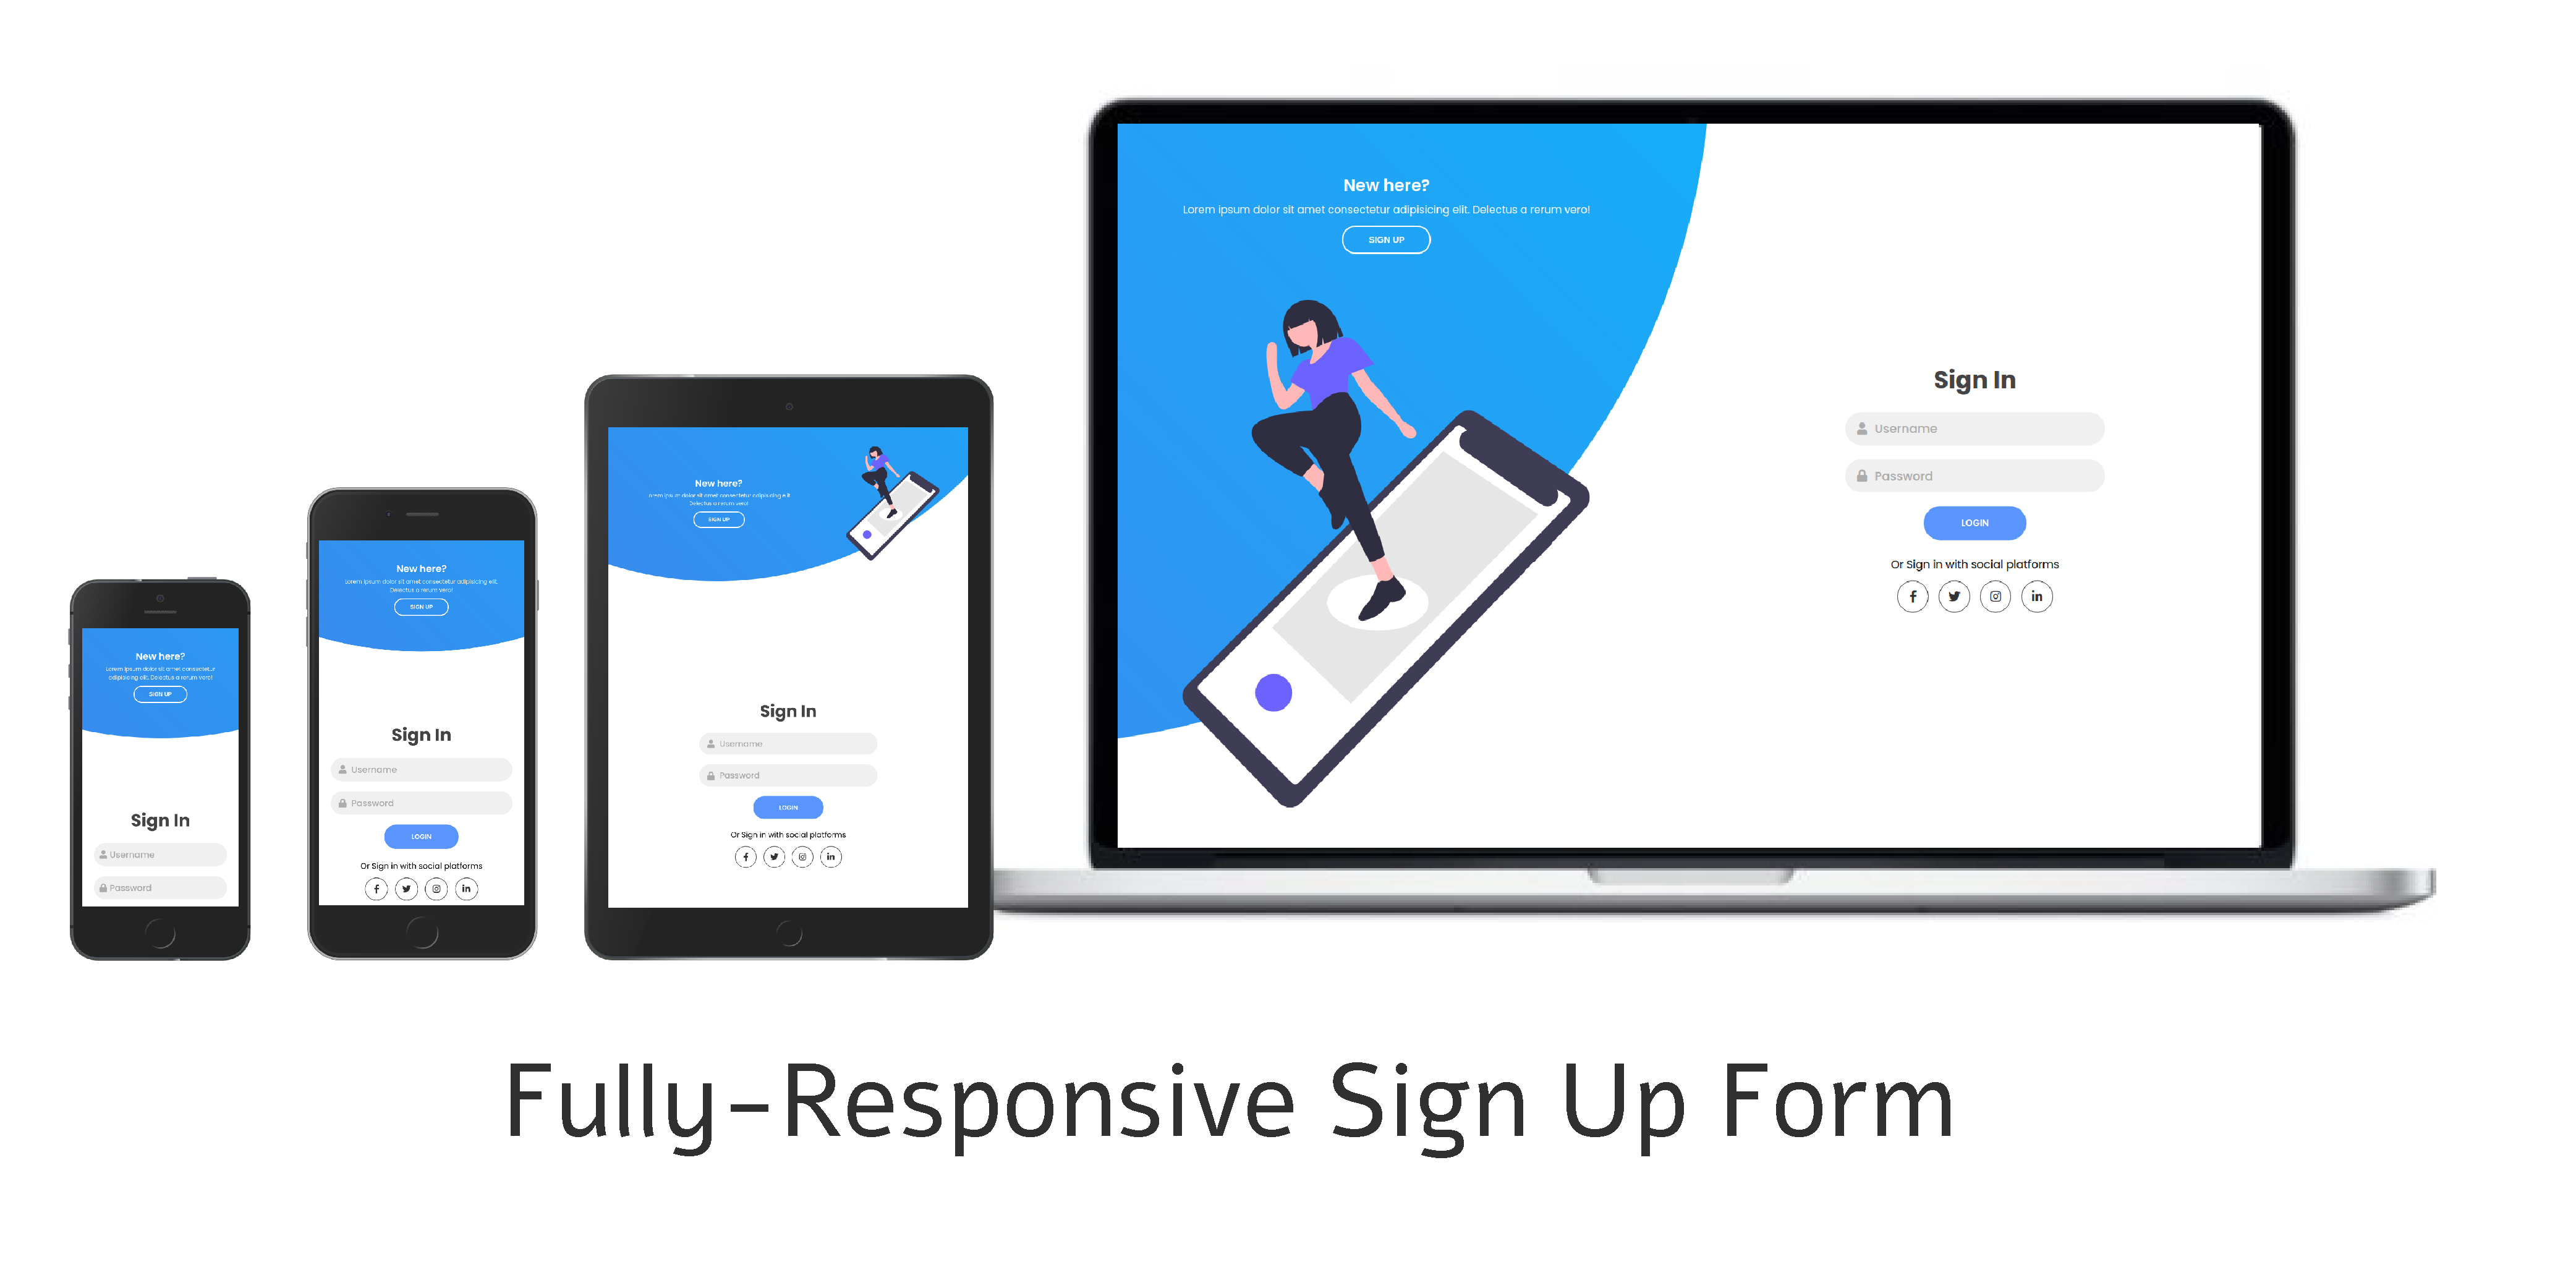 New here?
Lorem ipsum dolor sit amet consectetur
adipisicing elit. Delectus a rerum vero!
SIGN UP
Sign In
Username
Password
New here?
Lorem ipsum dolor sit amet consectetur adipisicing elit.
Delectus a rerum vero!
SIGN UP
Sign In
Username
Password
LOGIN
Or Sign in with social platforms
New here?
Lorem ipsum dolor sit amet consectetur adipisicing elit.
Delectus a rerum vero!
SIGN UP
Sign In
Username
Password
LOGIN
Or Sign in with social platforms
New here?
Lorem ipsum dolor sit amet consectetur adipisicing elit. Delectus a rerum vero!
SIGN UP
Sign In
Username
Password
LOGIN
Or Sign in with social platforms
Fully-Responsive Sign Up Form